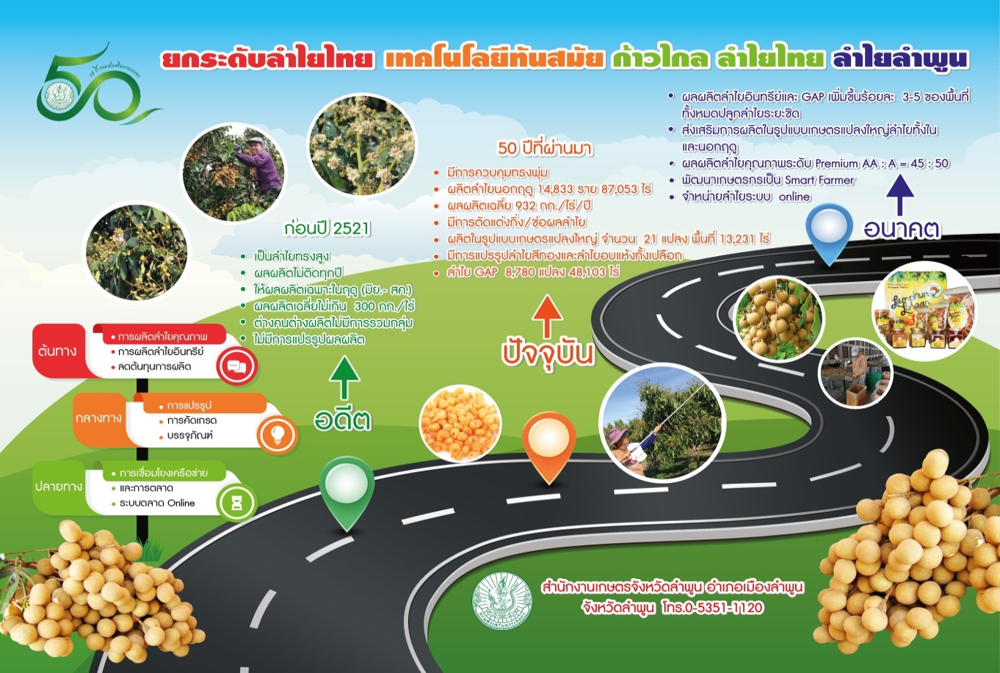 50
50 ปี กรมส่งเสริมการเกษตร
ยกระดับลำไยไทย เทคโนโลยีทันสมัย ก้าวไกล ลำไยไทย ลำไยลำพูน
• ผลผลิตลำไยอินทรีย์และ GAP เพิ่มขึ้นร้อยละ 3-5 ของพื้นที่
ทั้งหมดปลูกลำไยระยะชิด
• ส่งเสริมการผลิตในรูปแบบเกษตรแปลงใหญ่ลำไยทั้งใน
และนอกฤดู
• ผลผลิตลำไยคุณภาพระดับ Premium AA : A = 45 : 50
• พัฒนาเกษตรกรเป็น Smart Farmer
• จำหน่ายลำไยระบบ online
อนาคต
50 ปีที่ผ่านมา
• มีการควบคุมทรงพุ่ม
• ผลิตลำไยนอกฤดู 14,833 ราย 87,053 ไร่
• ผลผลิตเฉลี่ย 932 กก./ไร่/ปี
• มีการตัดแต่งกิ่ง/ช่อผลลำไย
• ผลิตในรูปแบบเกษตรแปลงใหญ่ จำนวน 21 แปลง พื้นที่ 13,231 ไร่
• มีการแปรรูปลำไยสีทองและลำไยอบแห้งทั้งเปลือก
• ลำไย GAP 8,780 แปลง 48,103 ไร่
ปัจจุบัน
ก่อนปี 2521
• เป็นลำไยทรงสูง
• ผลผลิตไม่ติดทุกปี
• ให้ผลผลิตเฉพาะในฤดู (มิย.- สค.)
• ผลผลิตเฉลี่ยไม่เกิน 300 กก./ไร่
• ต่างคนต่างผลิตไม่มีการรวมกลุ่ม
• ไม่มีการแปรรูปผลผลิต
อดีต
ต้นทาง
• การผลิตลำไยคุณภาพ
• การผลิตลำไยอินทรีย์
• ลดต้นทุนการผลิต
กลางทาง
• การแปรรูป
• การคัดเกรด
• บรรจุภัณฑ์
ปลายทาง
• การเชื่อมโยงเครือข่าย
• และการตลาด
• ระบบตลาด Online
Lamphun
Longan
สำนักงานเกษตรจังหวัดลำพูน อำเภอเมืองลำพูน
จังหวัดลำพูน โทร.0-5351-1120